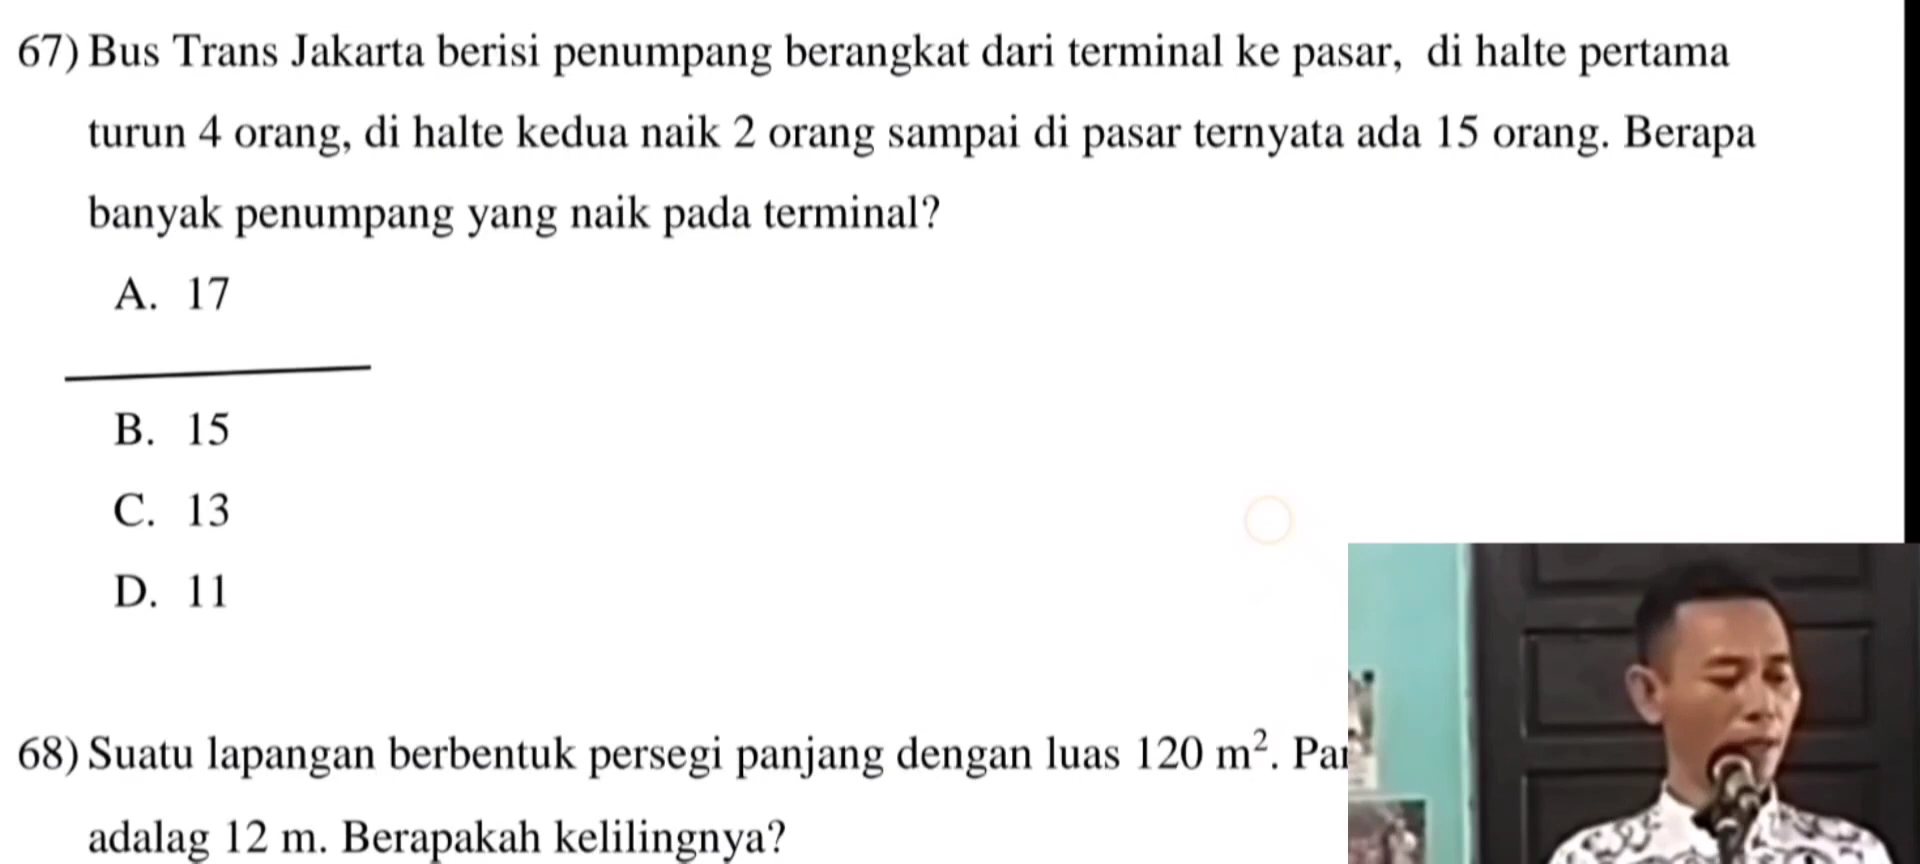 67) Bus Trans Jakarta berisi penumpang berangkat dari terminal ke pasar, di halte pertama
turun 4 orang, di halte kedua naik 2 orang sampai di pasar ternyata ada 15 orang. Berapa
banyak penumpang yang naik pada terminal?
A. 17
B. 15
C. 13
D. 11
68) Suatu lapangan berbentuk persegi panjang dengan luas 120 m².
adalag 12 m. Berapakah kelilingnya?